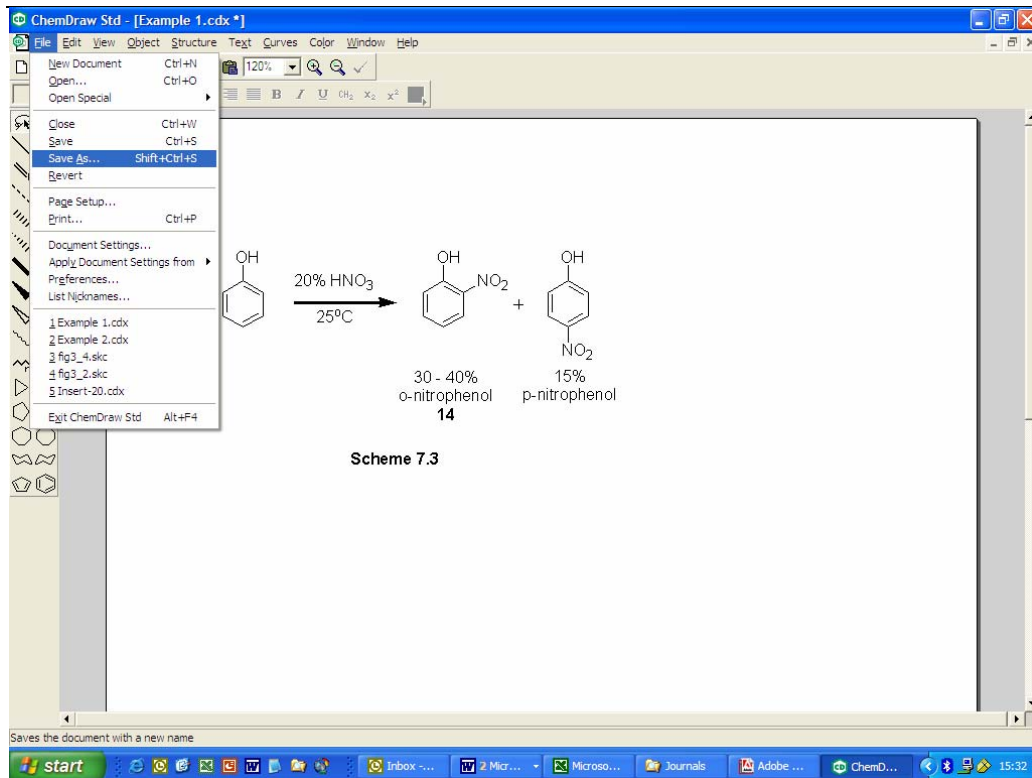 ChemDraw Std - [Example 1.cdx *]
File Edit View Object Structure Text Curves Color Window Help
120%
B I U CH₂ X₂ X²
New Document Ctrl+N
Open... Ctrl+O
Open Special
Close Ctrl+W
Save Ctrl+S
Save As... Shift+Ctrl+S
Revert
Page Setup...
Print... Ctrl+P
Document Settings...
Apply Document Settings from
Preferences...
List Nicknames...
1 Example 1.cdx
2 Example 2.cdx
3 fig3_4.skc
4 fig3_2.skc
5 Insert-20.cdx
Exit ChemDraw Std Alt+F4
OH
20% HNO₃
25ºC
OH
NO₂
+
OH
NO₂
30 - 40%
o-nitrophenol
14
15%
p-nitrophenol
Scheme 7.3
Saves the document with a new name
start Inbox -... 2 Micr... Microso... Journals Adobe ... ChemD... 15:32